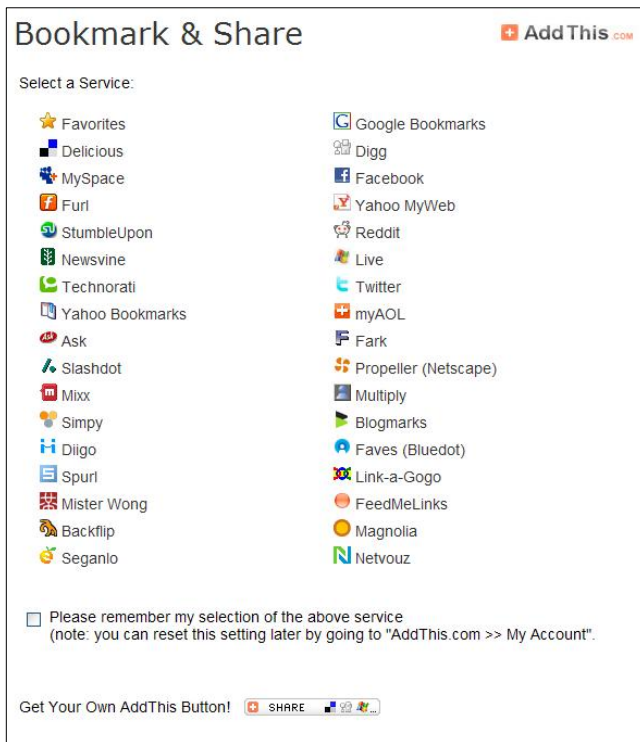 Bookmark & Share
AddThis.com
Select a Service:
Favorites
Delicious
MySpace
Furl
StumbleUpon
Newsvine
Technorati
Yahoo Bookmarks
Ask
Slashdot
Mixx
Simpy
Diigo
Spurl
Mister Wong
Backflip
Seganlo
Google Bookmarks
Digg
Facebook
Yahoo MyWeb
Reddit
Live
Twitter
myAOL
Fark
Propeller (Netscape)
Multiply
Blogmarks
Faves (Bluedot)
Link-a-Gogo
FeedMeLinks
Magnolia
Netvouz
Please remember my selection of the above service
(note: you can reset this setting later by going to "AddThis.com >> My Account".
Get Your Own AddThis Button! SHARE